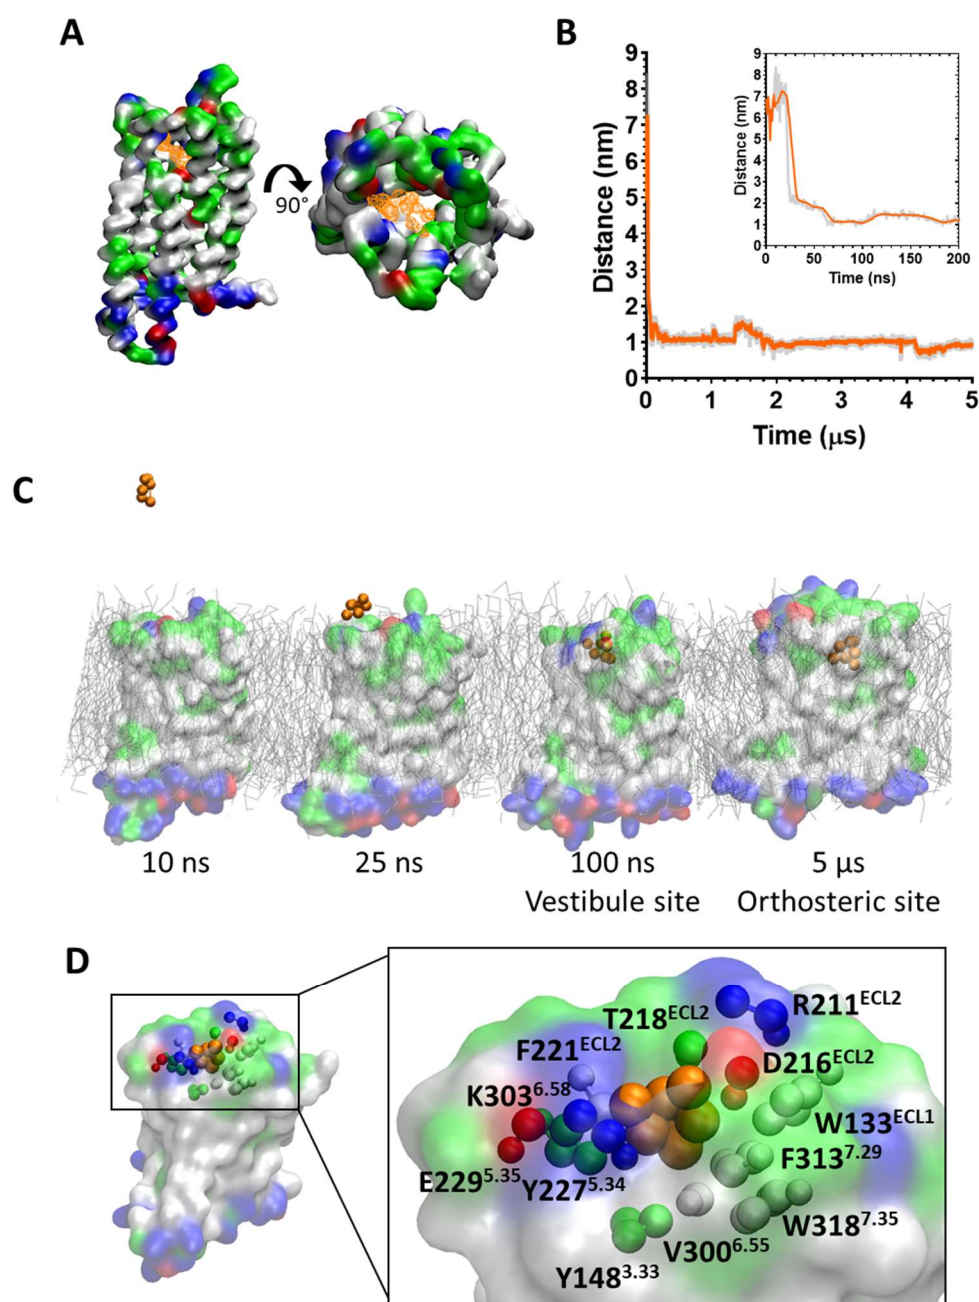 A
90°
B
Distance (nm)
9
8
7
6
5
4
3
2
1
0
0 1 2 3 4 5
Time (μs)
Distance (nm)
9
8
7
6
5
4
3
2
1
0
0 50 100 150 200
Time (ns)
C
10 ns
25 ns
100 ns
Vestibule site
5 μs
Orthosteric site
D
R211ECL2
T218ECL2
F221ECL2
D216ECL2
K3036.58
W133ECL1
F3137.29
E2295.35
Y2275.34
W3187.35
V3006.55
Y1483.33